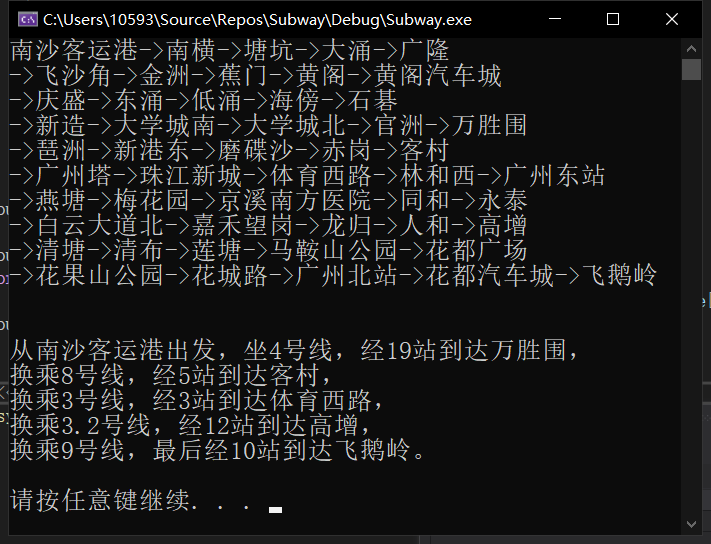 C:\Users\10593\Source\Repos\Subway\Debug\Subway.exe
南沙客运港->南横->塘坑->大涌->广隆
->飞沙角->金洲->蕉门->黄阁->黄阁汽车城
->庆盛->东涌->低涌->海傍->石碁
->新造->大学城南->大学城北->官洲->万胜围
->琶洲->新港东->磨碟沙->赤岗->客村
->广州塔->珠江新城->体育西路->林和西->广州东站
->燕塘->梅花园->京溪南方医院->同和->永泰
->白云大道北->嘉禾望岗->龙归->人和->高增
->清塘->清布->莲塘->马鞍山公园->花都广场
->花果山公园->花城路->广州北站->花都汽车城->飞鹅岭
从南沙客运港出发，坐4号线，经19站到达万胜围，
换乘8号线，经5站到达客村，
换乘3号线，经3站到达体育西路，
换乘3.2号线，经12站到达高增，
换乘9号线，最后经10站到达飞鹅岭。
请按任意键继续. . .